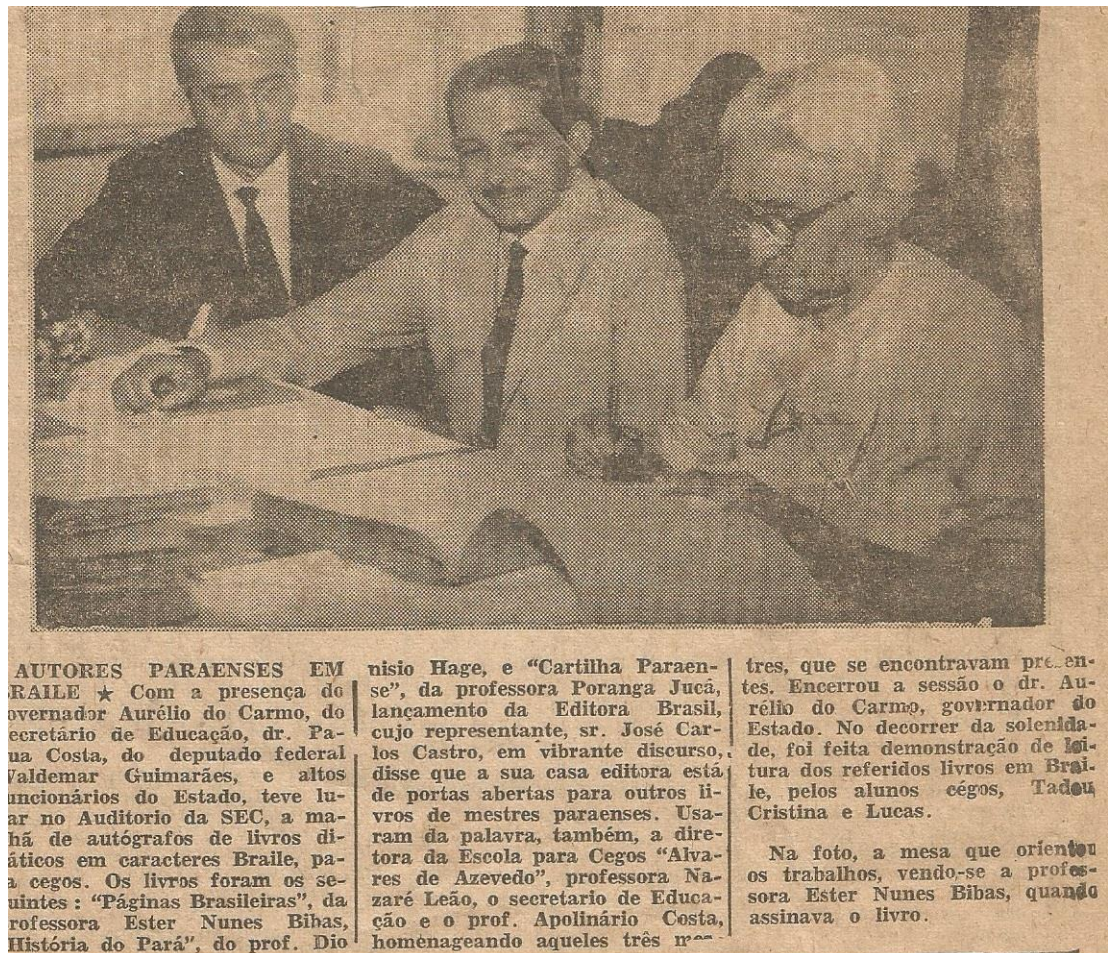 AUTORES PARAENSES EM
RAILE ★ Com a presença do
overnador Aurélio do Carmo, do
ecretário de Educação, dr. Pa-
ua Costa, do deputado federal
Valdemar Guimarães, e altos
uncionários do Estado, teve lu-
ar no Auditorio da SEC, a ma-
hã de autógrafos de livros di-
áticos em caracteres Braile, pa-
a cegos. Os livros foram os se-
uintes : "Páginas Brasileiras", da
rofessora Ester Nunes Bibas,
História do Pará", do prof. Dio
nisio Hage, e "Cartilha Paraen-
se", da professora Poranga Jucá,
lançamento da Editora Brasil,
cujo representante, sr. José Car-
los Castro, em vibrante discurso,
disse que a sua casa editora está
de portas abertas para outros li-
vros de mestres paraenses. Usa-
ram da palavra, também, a dire-
tora da Escola para Cegos "Alva-
res de Azevedo", professora Na-
zaré Leão, o secretario de Educa-
ção e o prof. Apolinário Costa,
homenageando aqueles três
tres, que se encontravam presen-
tes. Encerrou a sessão o dr. Au-
rélio do Carmo, governador do
Estado. No decorrer da solenida-
de, foi feita demonstração de lei-
tura dos referidos livros em Brai-
le, pelos alunos cégos, Tadeu,
Cristina e Lucas.
Na foto, a mesa que orientou
os trabalhos, vendo-se a profes-
sora Ester Nunes Bibas, quando
assinava o livro.